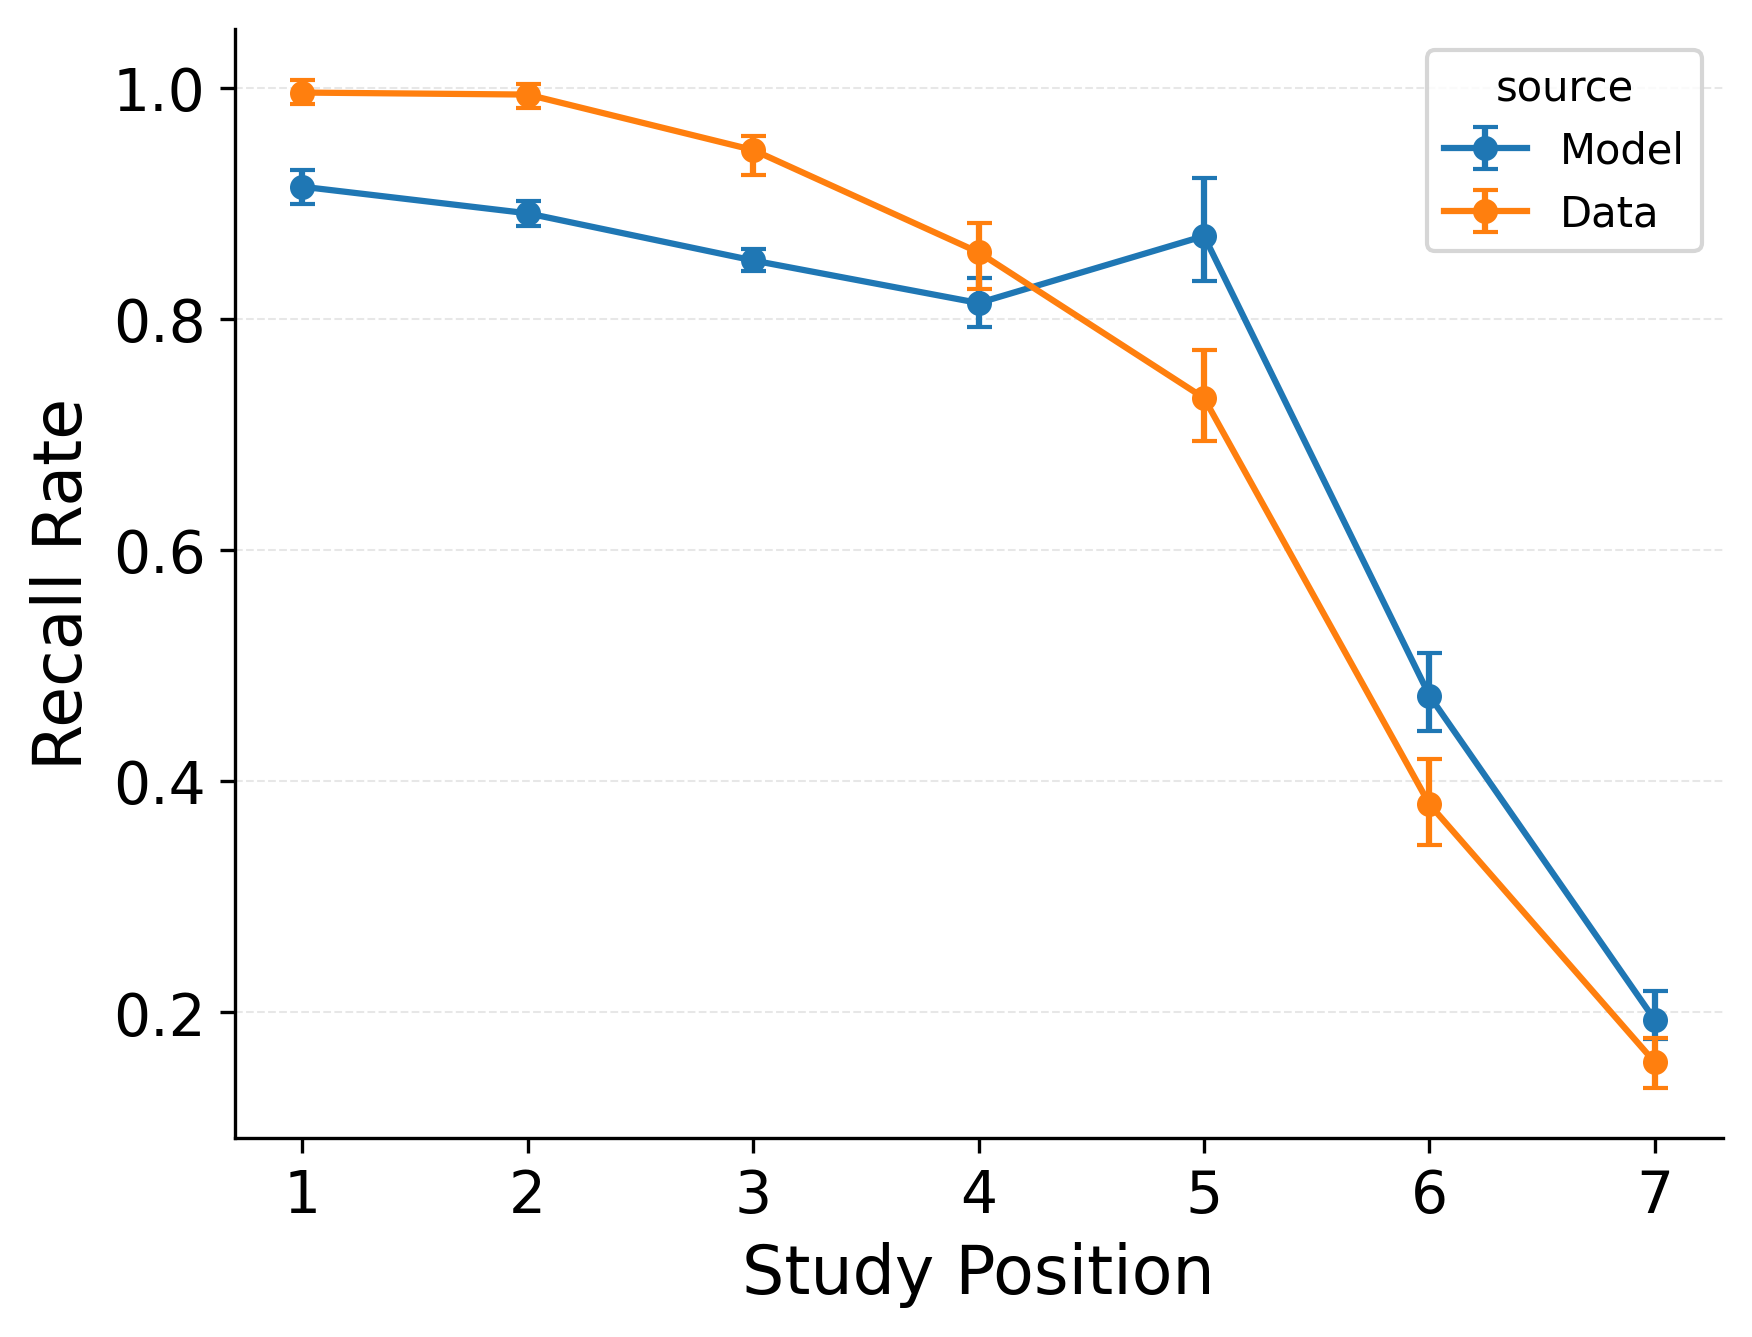 source
Model
Data
1.0
0.8
0.6
0.4
0.2
Recall Rate
1 2 3 4 5 6 7
Study Position